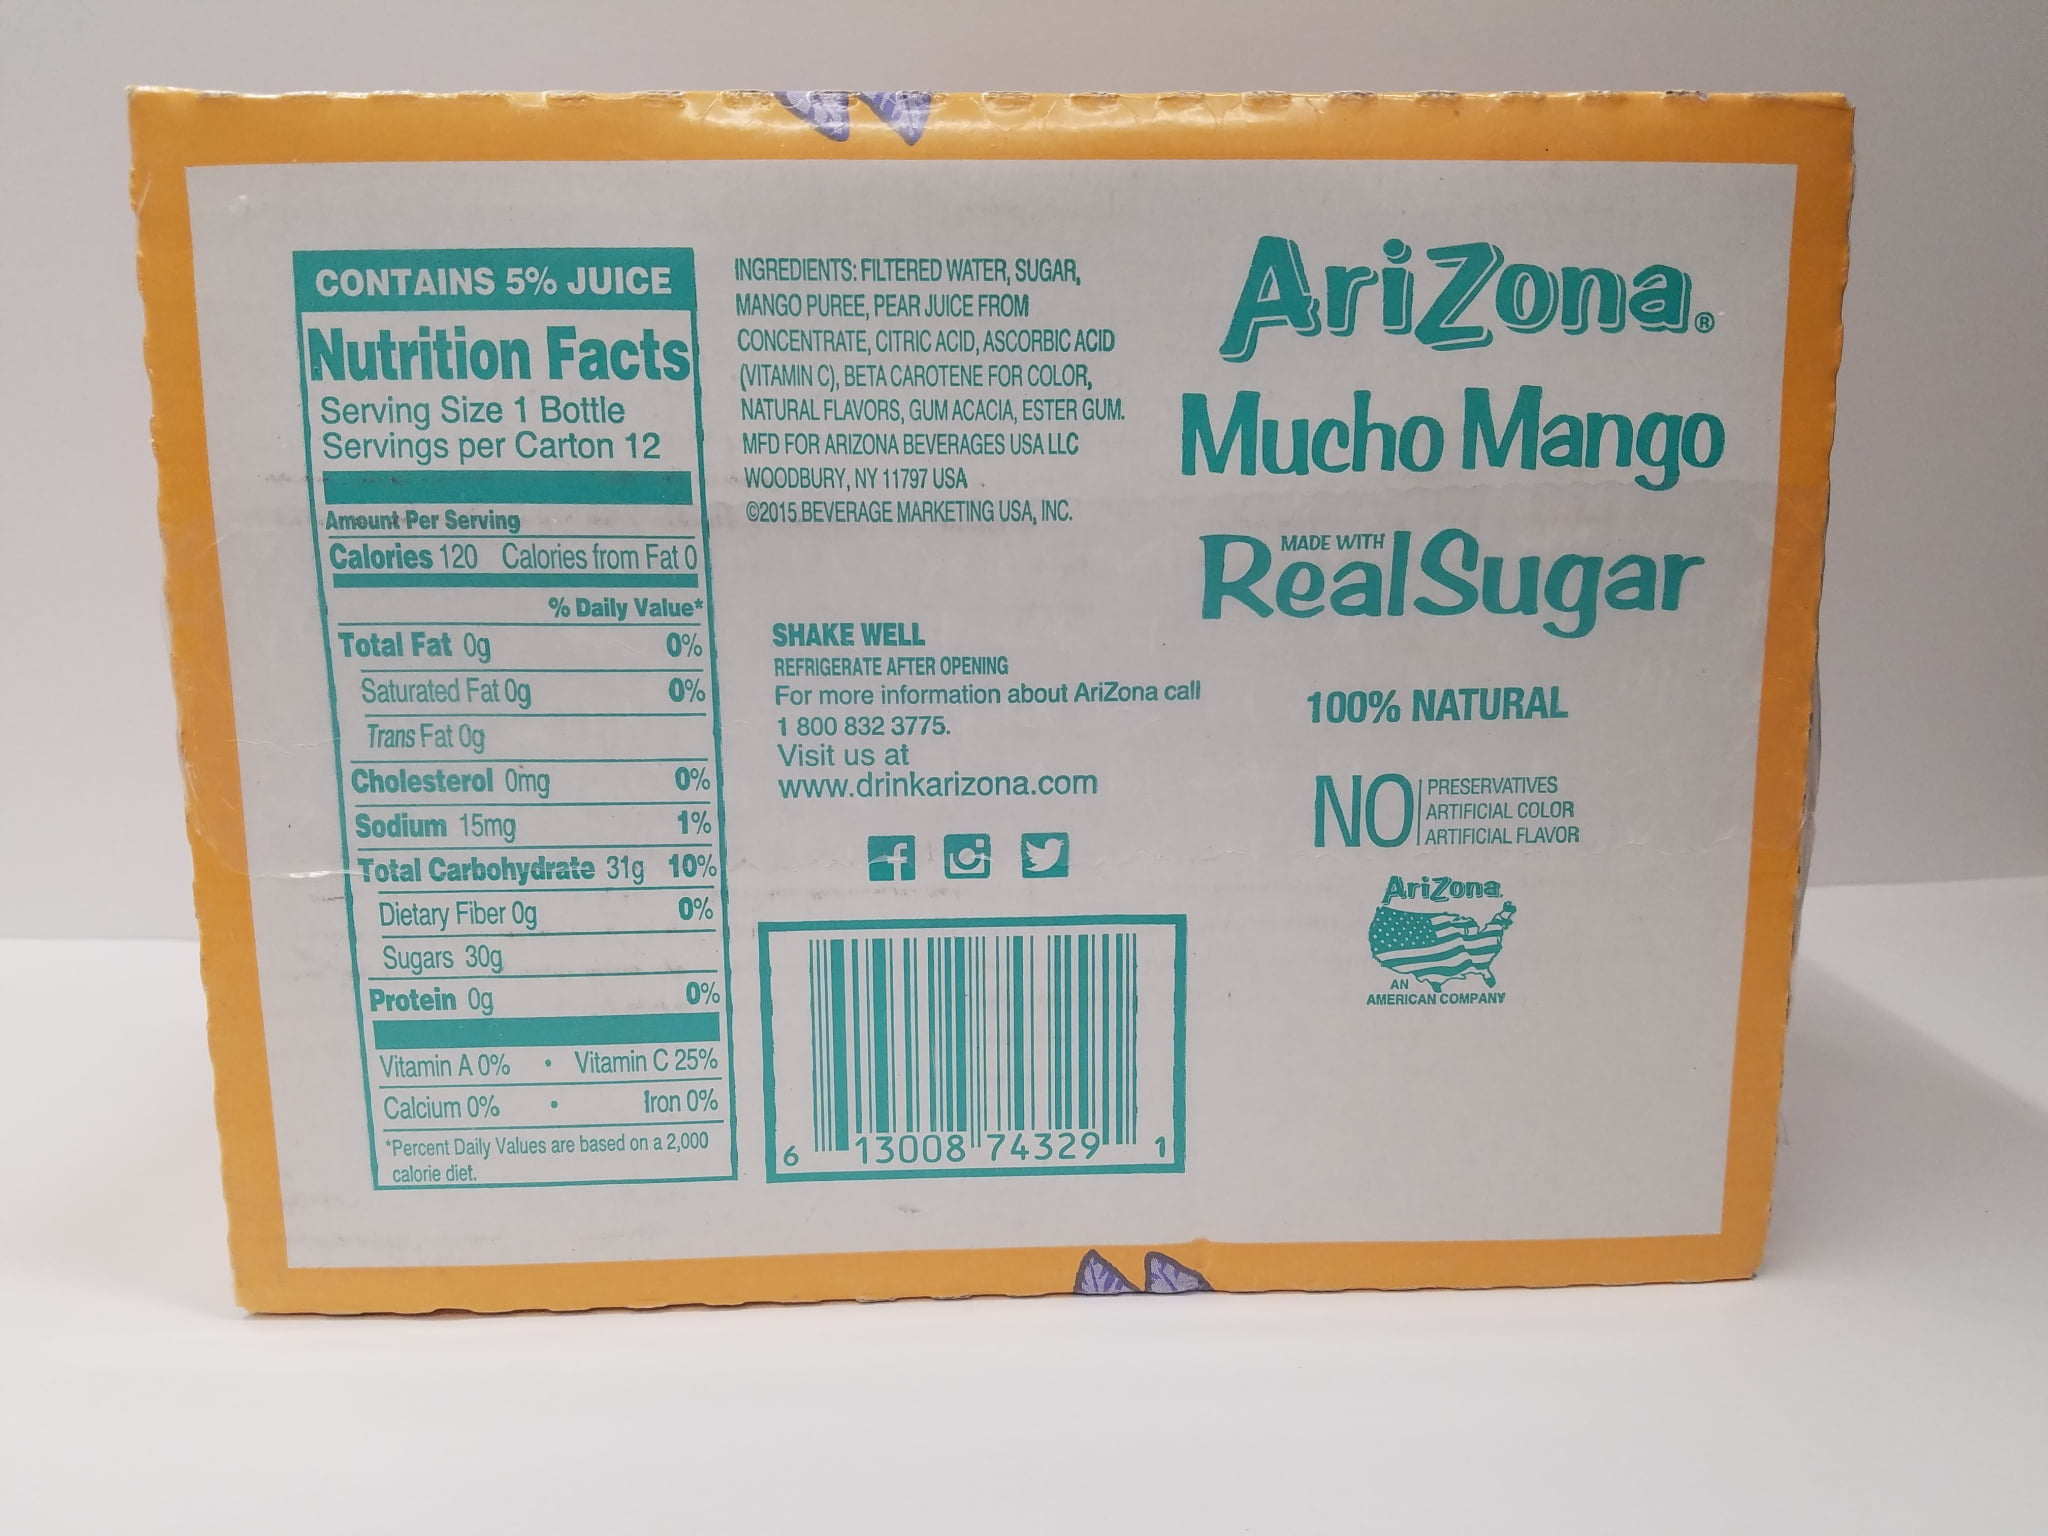 CONTAINS 5% JUICE
Nutrition Facts
Serving Size 1 Bottle
Servings per Carton 12
Amount Per Serving
Calories 120 Calories from Fat 0
% Daily Value*
Total Fat 0g 0%
Saturated Fat 0g 0%
Trans Fat 0g
Cholesterol 0mg 0%
Sodium 15mg 1%
Total Carbohydrate 31g 10%
Dietary Fiber 0g 0%
Sugars 30g
Protein 0g 0%
Vitamin A 0% • Vitamin C 25%
Calcium 0% • Iron 0%
*Percent Daily Values are based on a 2,000
calorie diet.
INGREDIENTS: FILTERED WATER, SUGAR,
MANGO PUREE, PEAR JUICE FROM
CONCENTRATE, CITRIC ACID, ASCORBIC ACID
(VITAMIN C), BETA CAROTENE FOR COLOR,
NATURAL FLAVORS, GUM ACACIA, ESTER GUM.
MFD FOR ARIZONA BEVERAGES USA LLC
WOODBURY, NY 11797 USA
©2015 BEVERAGE MARKETING USA, INC.
SHAKE WELL
REFRIGERATE AFTER OPENING
For more information about AriZona call
1 800 832 3775.
Visit us at
www.drinkarizona.com
6 13008 74329 1
AriZona®
Mucho Mango
MADE WITH
Real Sugar
100% NATURAL
NO
PRESERVATIVES
ARTIFICIAL COLOR
ARTIFICIAL FLAVOR
AriZona
AN
AMERICAN COMPANY